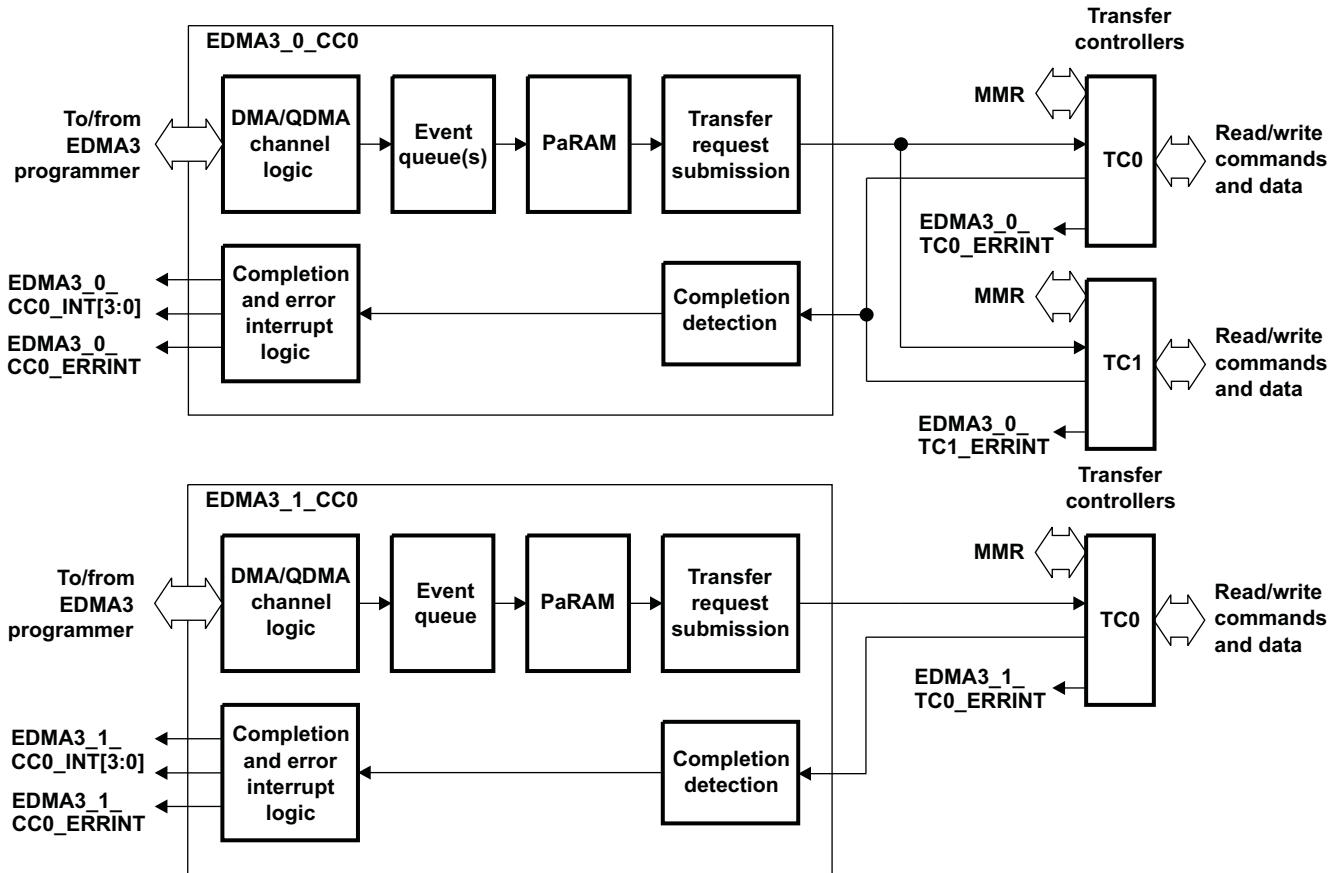 EDMA3_0_CC0
Transfer
controllers
To/from
EDMA3
programmer
DMA/QDMA
channel
logic
Event
queue(s)
PaRAM
Transfer
request
submission
MMR
TC0
Read/write
commands
and data
EDMA3_0_
TC0_ERRINT
EDMA3_0_
CC0_INT[3:0]
EDMA3_0_
CC0_ERRINT
Completion
and error
interrupt
logic
Completion
detection
MMR
TC1
Read/write
commands
and data
EDMA3_0_
TC1_ERRINT
EDMA3_1_CC0
Transfer
controllers
To/from
EDMA3
programmer
DMA/QDMA
channel
logic
Event
queue
PaRAM
Transfer
request
submission
MMR
TC0
Read/write
commands
and data
EDMA3_1_
TC0_ERRINT
EDMA3_1_
CC0_INT[3:0]
EDMA3_1_
CC0_ERRINT
Completion
and error
interrupt
logic
Completion
detection